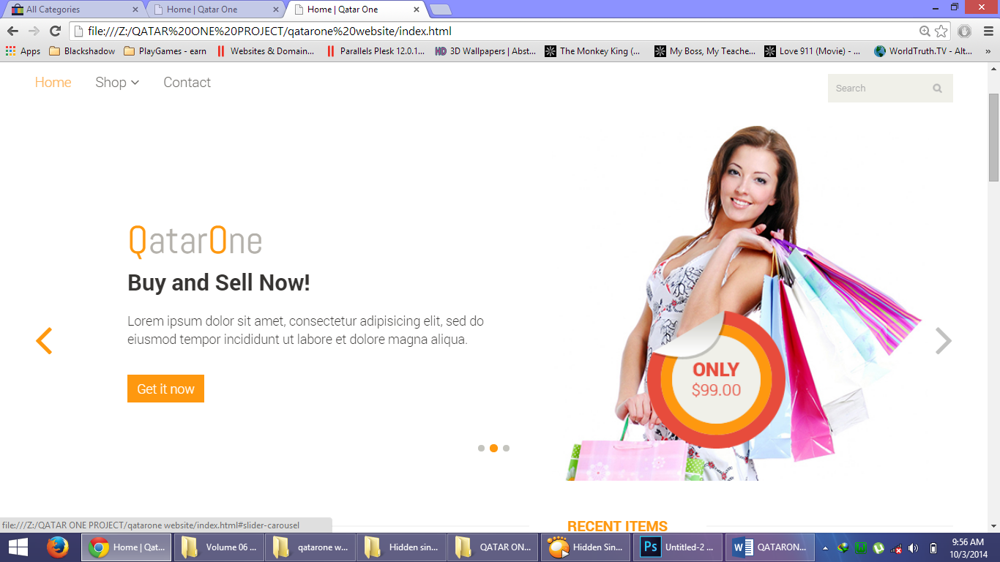 All Categories
Home | Qatar One
Home | Qatar One
file:///Z:/QATAR%20ONE%20PROJECT/qatarone%20website/index.html
Apps
Blackshadow
PlayGames - earn
Websites & Domain...
Parallels Plesk 12.0.1...
HD 3D Wallpapers | Abst...
The Monkey King (...
My Boss, My Teache...
Love 911 (Movie) - ...
WorldTruth.TV - Alt...
»
Home
Shop
Contact
Search
QatarOne
Buy and Sell Now!
Lorem ipsum dolor sit amet, consectetur adipisicing elit, sed do
eiusmod tempor incididunt ut labore et dolore magna aliqua.
Get it now
ONLY
$99.00
RECENT ITEMS
file:///Z:/QATAR ONE PROJECT/qatarone website/index.html#slider-carousel
Home | Qat...
Volume 06 ...
qatarone w...
Hidden sin...
QATAR ON...
Hidden Sin...
Ps
Untitled-2 ...
W
QATARON...
9:56 AM
10/3/2014